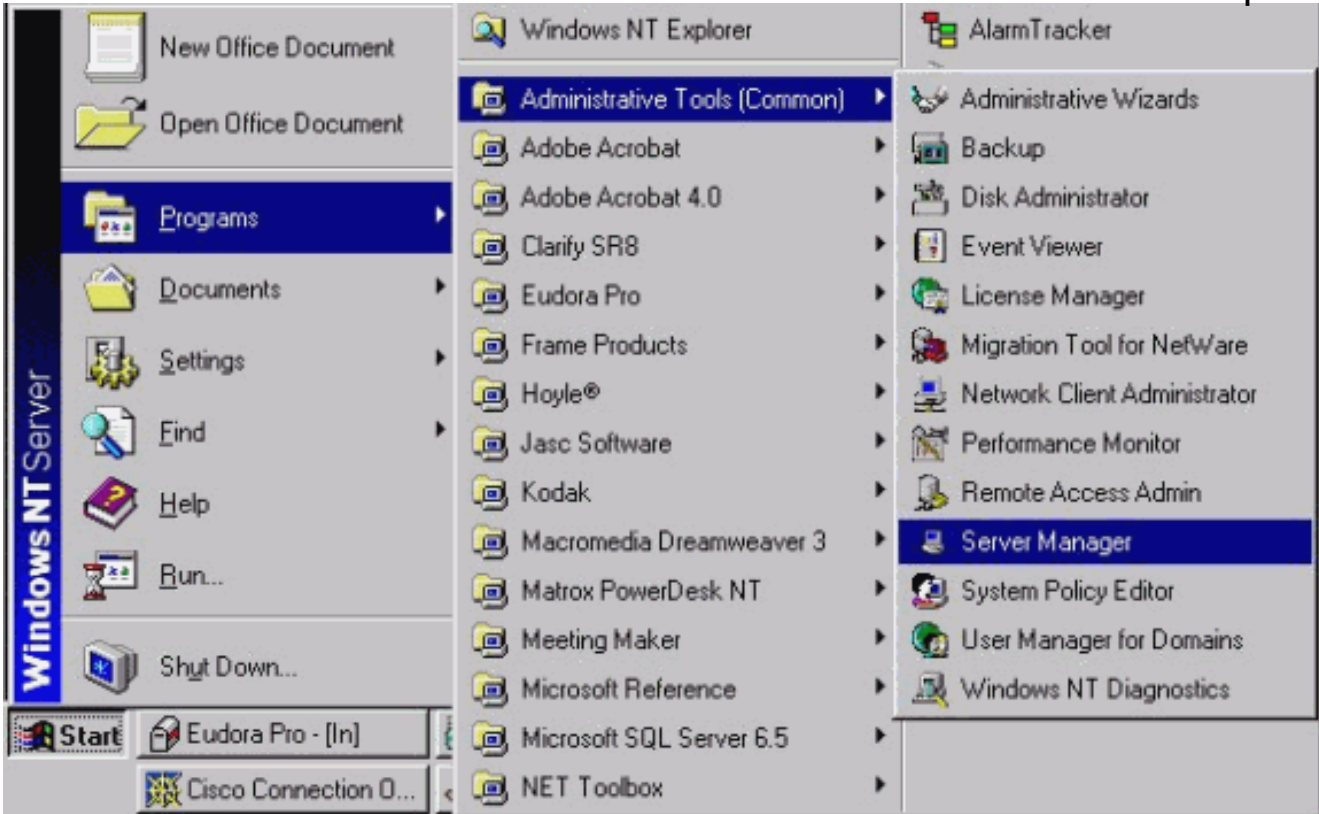 New Office Document
Open Office Document
Programs
Documents
Settings
Find
Help
Run...
Shut Down...
Windows NT Server
Start
Eudora Pro - [In]
Cisco Connection O...
Windows NT Explorer
Administrative Tools (Common)
Adobe Acrobat
Adobe Acrobat 4.0
Clarify SR8
Eudora Pro
Frame Products
Hoyle®
Jasc Software
Kodak
Macromedia Dreamweaver 3
Matrox PowerDesk NT
Meeting Maker
Microsoft Reference
Microsoft SQL Server 6.5
NET Toolbox
AlarmTracker
Administrative Wizards
Backup
Disk Administrator
Event Viewer
License Manager
Migration Tool for NetWare
Network Client Administrator
Performance Monitor
Remote Access Admin
Server Manager
System Policy Editor
User Manager for Domains
Windows NT Diagnostics